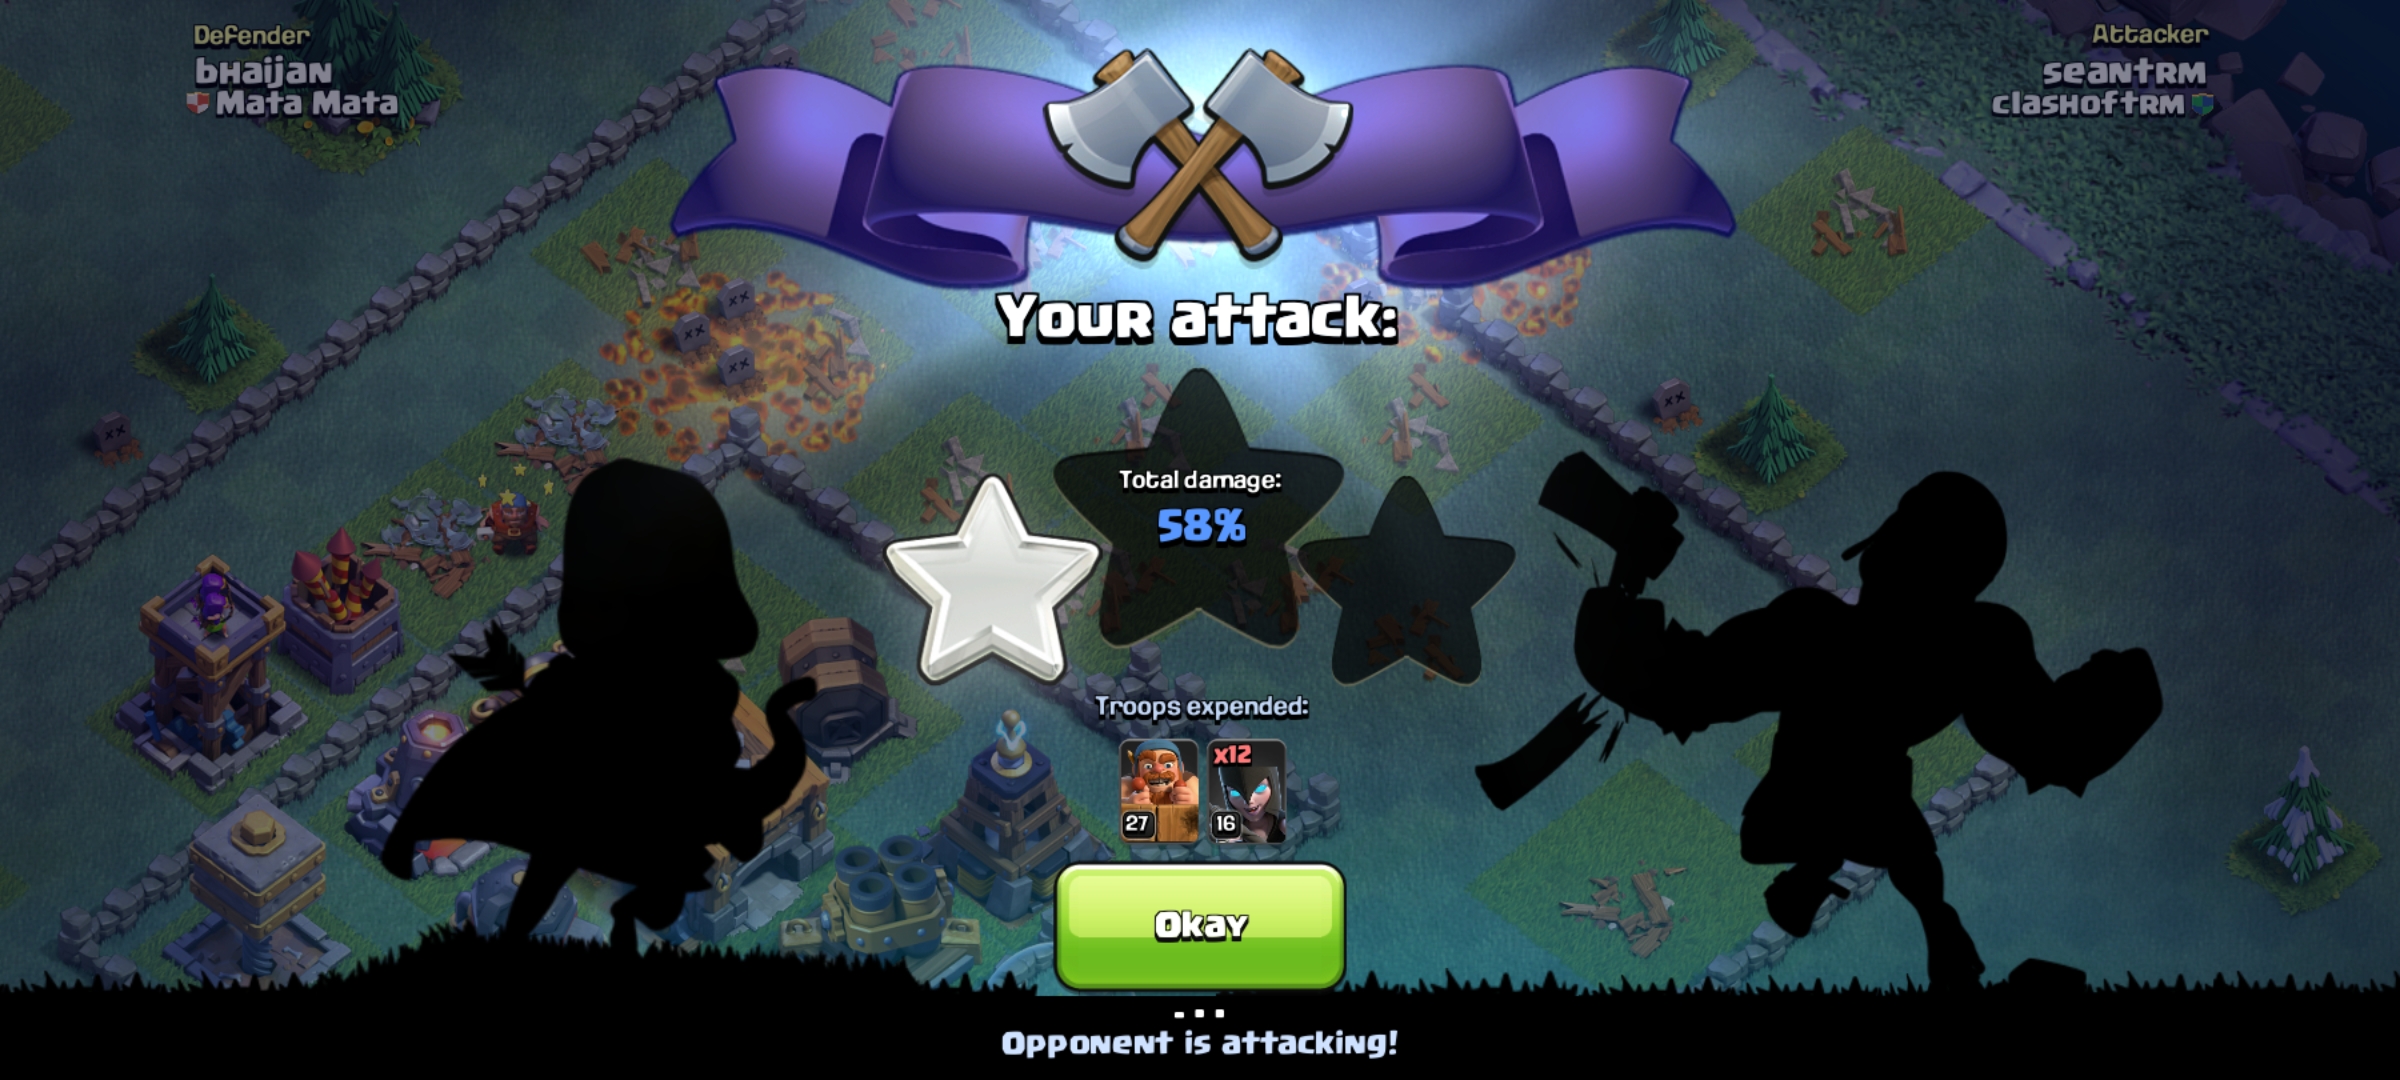 Defender
bhaijan
Mata Mata
Attacker
seantrm
clashoftrm
Your attack:
Total damage:
58%
Troops expended:
x12
27
16
Okay
Opponent is attacking!